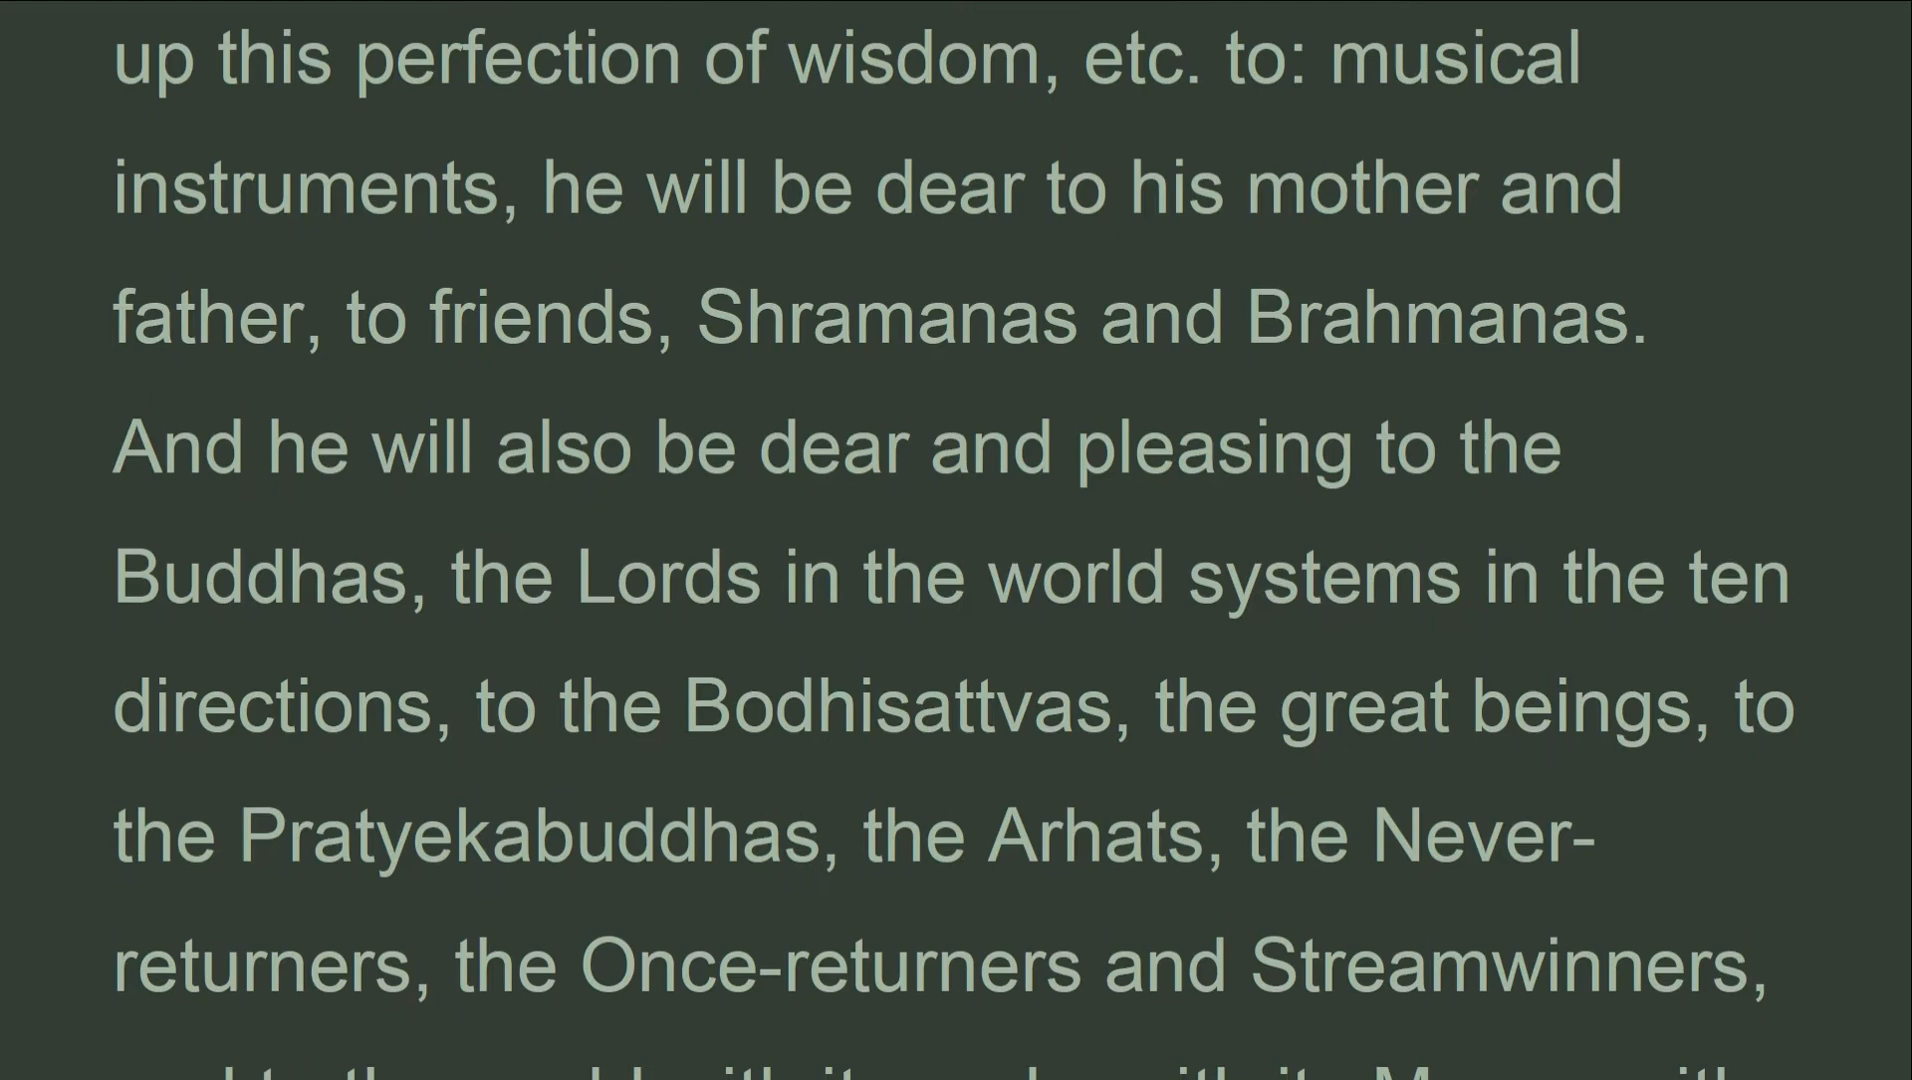 up this perfection of wisdom, etc. to: musical
instruments, he will be dear to his mother and
father, to friends, Shramanas and Brahmanas.
And he will also be dear and pleasing to the
Buddhas, the Lords in the world systems in the ten
directions, to the Bodhisattvas, the great beings, to
the Pratyekabuddhas, the Arhats, the Never-
returners, the Once-returners and Streamwinners,